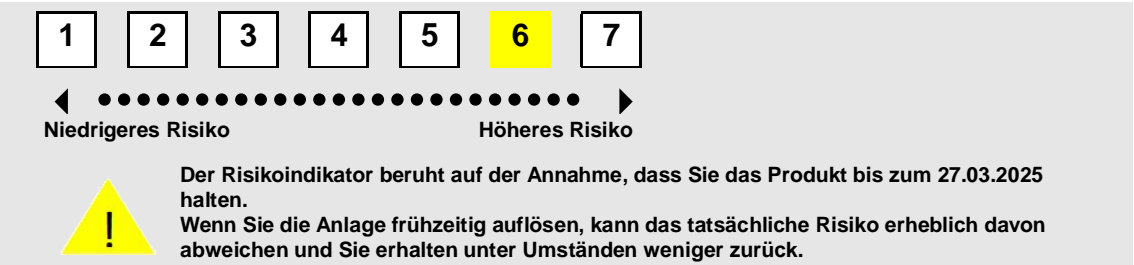 1 2 3 4 5 6 7
Niedrigeres Risiko Höheres Risiko
Der Risikoindikator beruht auf der Annahme, dass Sie das Produkt bis zum 27.03.2025
halten.
Wenn Sie die Anlage frühzeitig auflösen, kann das tatsächliche Risiko erheblich davon
abweichen und Sie erhalten unter Umständen weniger zurück.
!